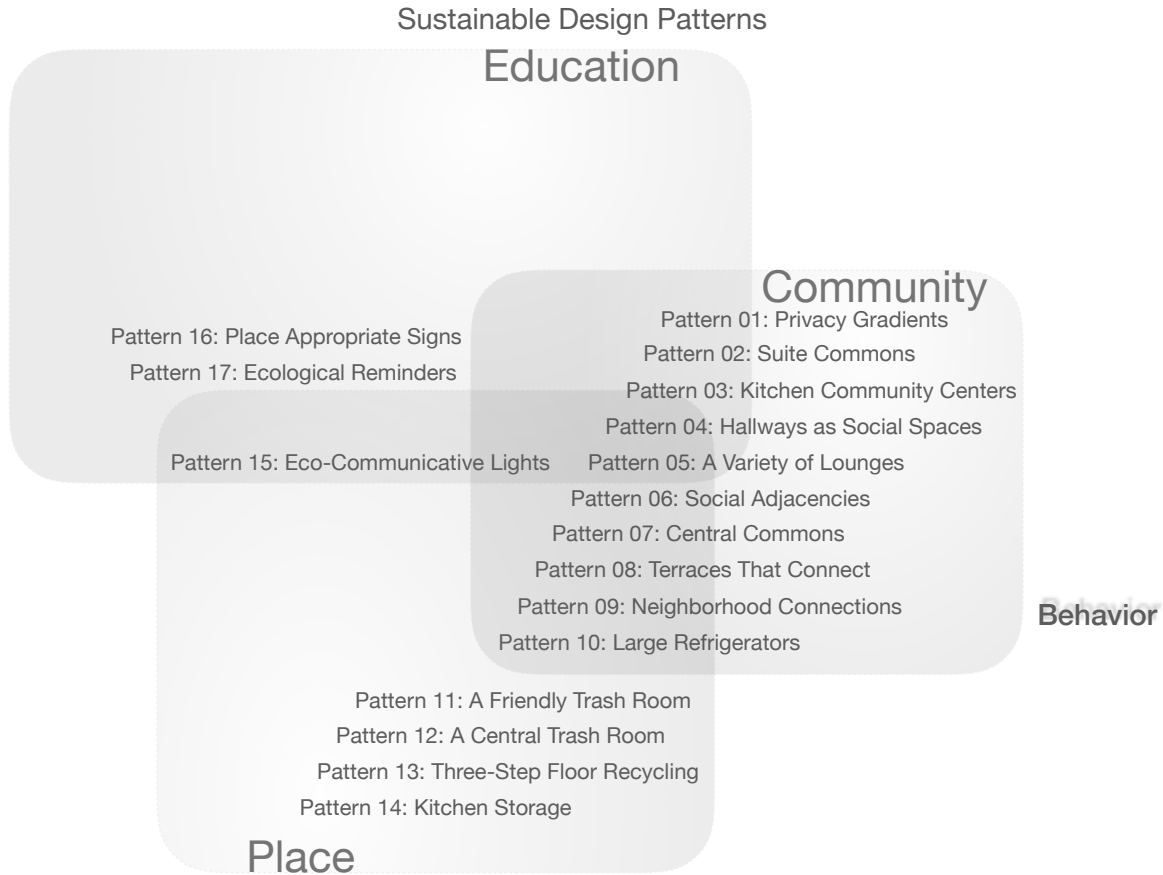 Sustainable Design Patterns
Education
Community
Pattern 01: Privacy Gradients
Pattern 16: Place Appropriate Signs
Pattern 02: Suite Commons
Pattern 17: Ecological Reminders
Pattern 03: Kitchen Community Centers
Pattern 04: Hallways as Social Spaces
Pattern 15: Eco-Communicative Lights
Pattern 05: A Variety of Lounges
Pattern 06: Social Adjacencies
Pattern 07: Central Commons
Pattern 08: Terraces That Connect
Pattern 09: Neighborhood Connections
Behavior
Pattern 10: Large Refrigerators
Pattern 11: A Friendly Trash Room
Pattern 12: A Central Trash Room
Pattern 13: Three-Step Floor Recycling
Pattern 14: Kitchen Storage
Place